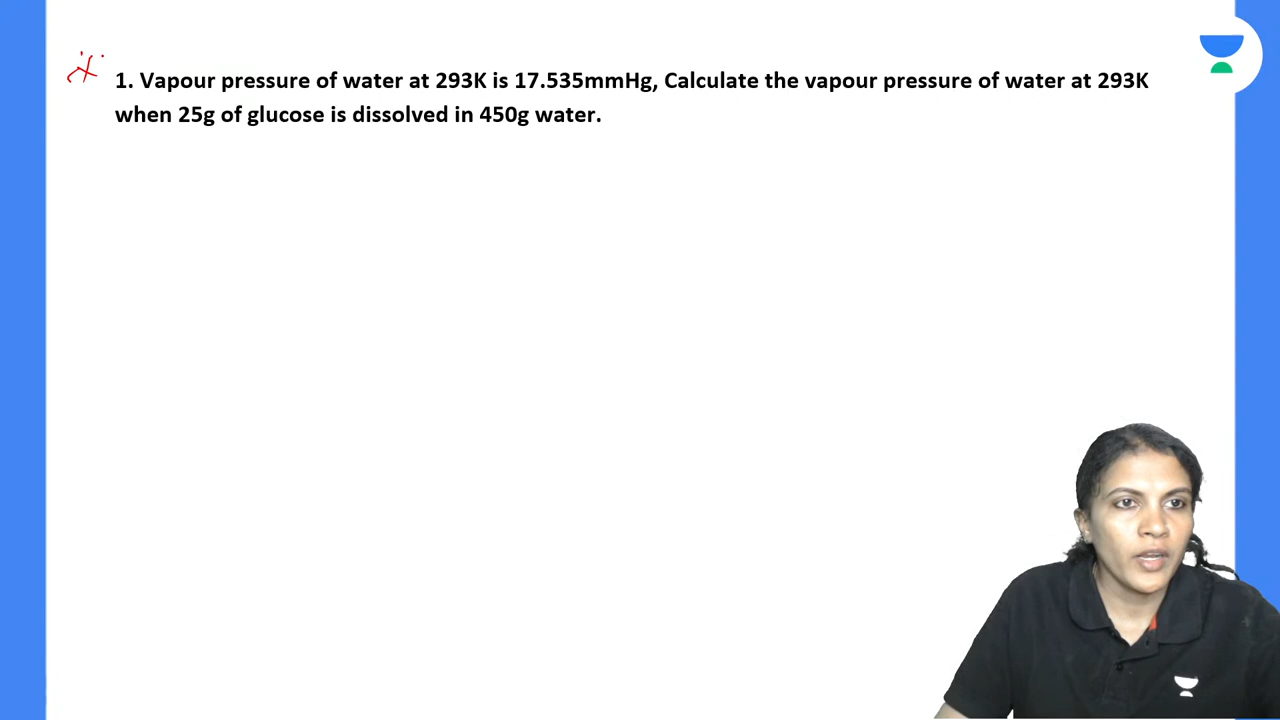 1. Vapour pressure of water at 293K is 17.535mmHg, Calculate the vapour pressure of water at 293K
when 25g of glucose is dissolved in 450g water.